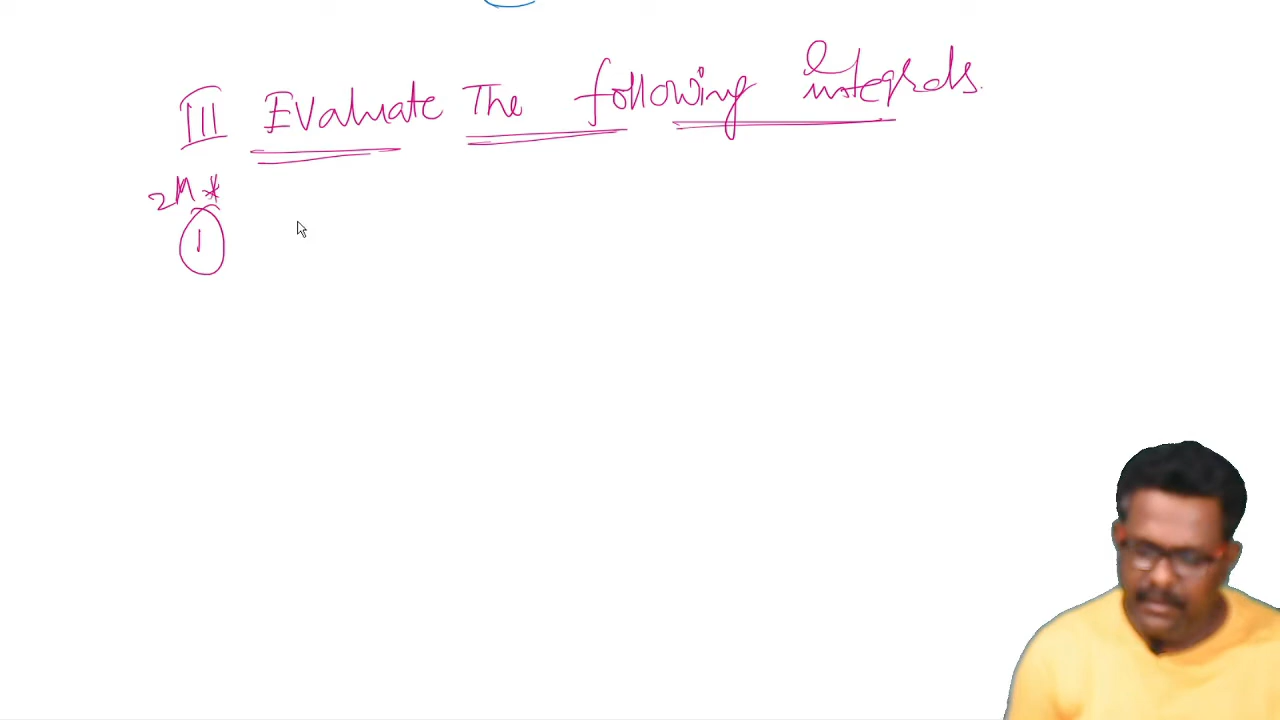 III Evaluate The following integrals.
2M *
1